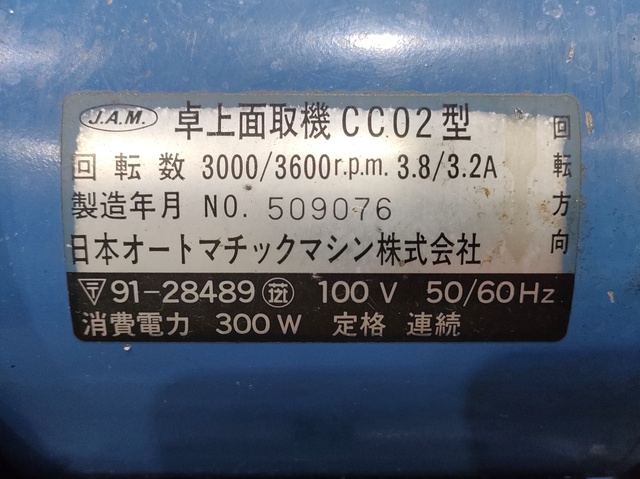 J.A.M. 卓上面取機 CC02型
回転数 3000/3600r.p.m. 3.8/3.2A
製造年月 NO. 509076
日本オートマチックマシン株式会社
回転方向
〒 91-28489 100V 50/60Hz
消費電力 300W 定格 連続